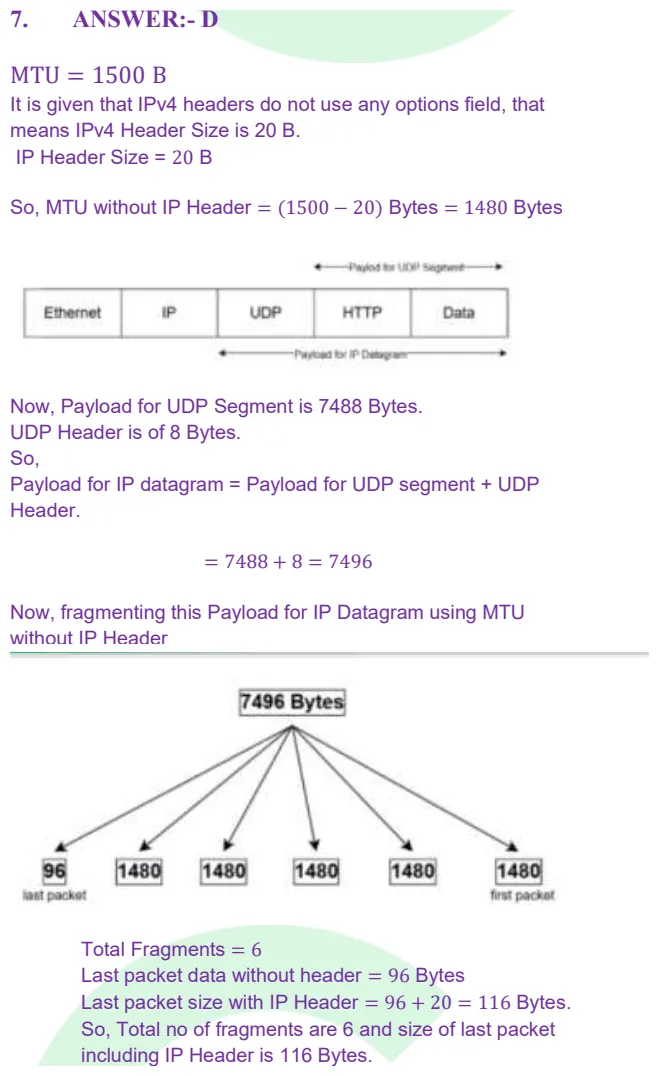 7. ANSWER:- D
MTU = 1500 B
It is given that IPv4 headers do not use any options field, that
means IPv4 Header Size is 20 B.
IP Header Size = 20 B
So, MTU without IP Header = (1500 − 20) Bytes = 1480 Bytes
Paylod for UDP Segment
Ethernet IP UDP HTTP Data
Payload for IP Datagram
Now, Payload for UDP Segment is 7488 Bytes.
UDP Header is of 8 Bytes.
So,
Payload for IP datagram = Payload for UDP segment + UDP
Header.
= 7488 + 8 = 7496
Now, fragmenting this Payload for IP Datagram using MTU
without IP Header
7496 Bytes
96 1480 1480 1480 1480 1480
last packet first packet
Total Fragments = 6
Last packet data without header = 96 Bytes
Last packet size with IP Header = 96 + 20 = 116 Bytes.
So, Total no of fragments are 6 and size of last packet
including IP Header is 116 Bytes.